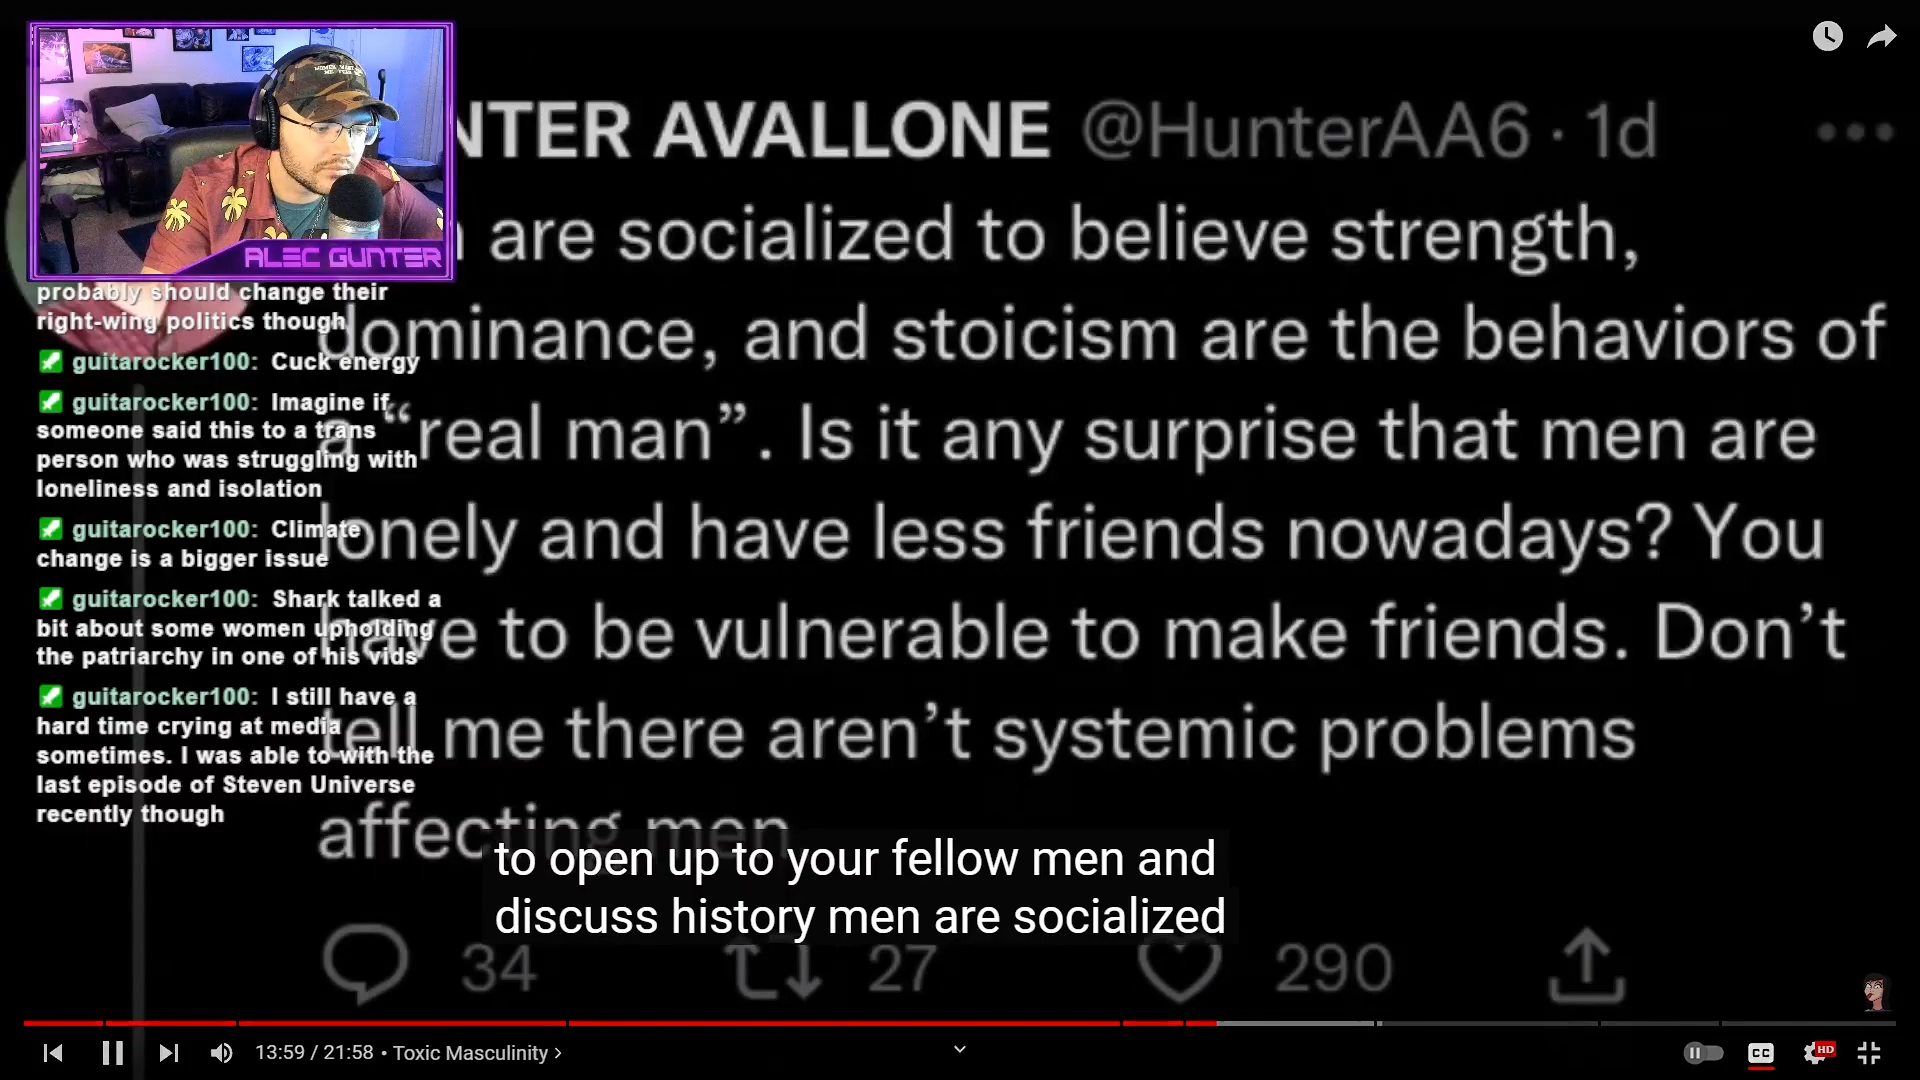 NTER AVALLONE @HunterAA6 · 1d
are socialized to believe strength,
dominance, and stoicism are the behaviors of
a “real man”. Is it any surprise that men are
lonely and have less friends nowadays? You
have to be vulnerable to make friends. Don’t
tell me there aren’t systemic problems
affecting men
ALEC GUNTER
probably should change their
right-wing politics though
guitarocker100: Cuck energy
guitarocker100: Imagine if
someone said this to a trans
person who was struggling with
loneliness and isolation
guitarocker100: Climate
change is a bigger issue
guitarocker100: Shark talked a
bit about some women upholding
the patriarchy in one of his vids
guitarocker100: I still have a
hard time crying at media
sometimes. I was able to with the
last episode of Steven Universe
recently though
to open up to your fellow men and
discuss history men are socialized
34 27 290
13:59 / 21:58 • Toxic Masculinity
CC HD